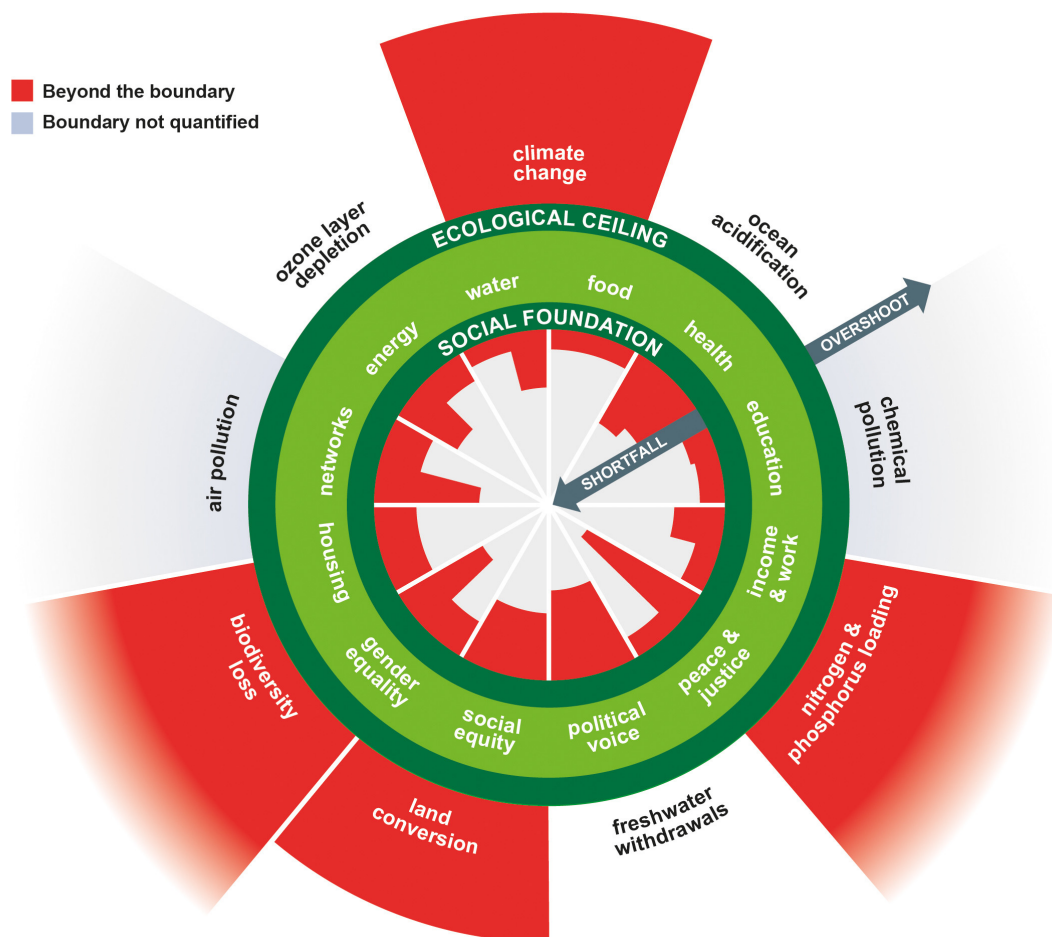 Beyond the boundary
Boundary not quantified
climate
change
ozone layer
depletion
ocean
acidification
ECOLOGICAL CEILING
OVERSHOOT
water
food
energy
health
SOCIAL FOUNDATION
SHORTFALL
networks
education
air pollution
chemical
pollution
housing
income
& work
gender
equality
peace &
justice
social
equity
political
voice
biodiversity
loss
nitrogen &
phosphorus loading
land
conversion
freshwater
withdrawals